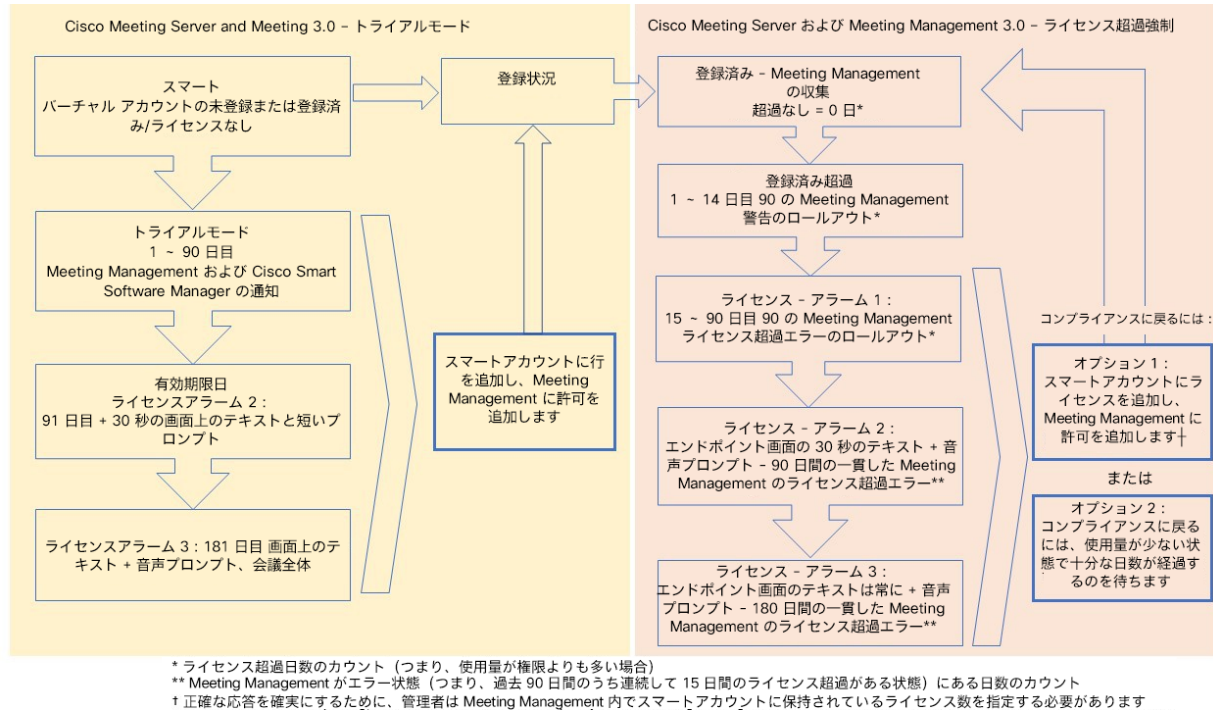 Cisco Meeting Server and Meeting 3.0 – トライアルモード
スマート
バーチャル アカウントの未登録または登録済
み/ライセンスなし
登録状況
トライアルモード
1 ~ 90 日目
Meeting Management および Cisco Smart
Software Manager の通知
有効期限日
ライセンスアラーム 2：
91 日目 + 30 秒の画面上のテキストと短いプ
ロンプト
ライセンスアラーム 3：181 日目 画面上のテ
キスト + 音声プロンプト、会議全体
スマートアカウントに行
を追加し、Meeting
Management に許可を
追加します
Cisco Meeting Server および Meeting Management 3.0 – ライセンス超過強制
登録済み – Meeting Management
の収集
超過なし = 0 日*
登録済み超過
1 ~ 14 日目 90 の Meeting Management
警告のロールアウト*
ライセンス – アラーム 1：
15 ~ 90 日目 90 の Meeting Management
ライセンス超過エラーのロールアウト*
ライセンス – アラーム 2：
エンドポイント画面の 30 秒のテキスト + 音
声プロンプト – 90 日間の一貫した Meeting
Management のライセンス超過エラー**
ライセンス – アラーム 3：
エンドポイント画面のテキストは常に + 音声
プロンプト – 180 日間の一貫した Meeting
Management のライセンス超過エラー**
コンプライアンスに戻るには：
オプション 1：
スマートアカウントにラ
イセンスを追加し、
Meeting Management に
許可を追加します†
または
オプション 2：
コンプライアンスに戻る
には、使用量が少ない状
態で十分な日数が経過す
るのを待ちます
* ライセンス超過日数のカウント（つまり、使用量が権限よりも多い場合）
** Meeting Management がエラー状態（つまり、過去 90 日間のうち連続して 15 日間のライセンス超過がある状態）にある日数のカウント
† 正確な応答を確実にするために、管理者は Meeting Management 内でスマートアカウントに保持されているライセンス数を指定する必要があります